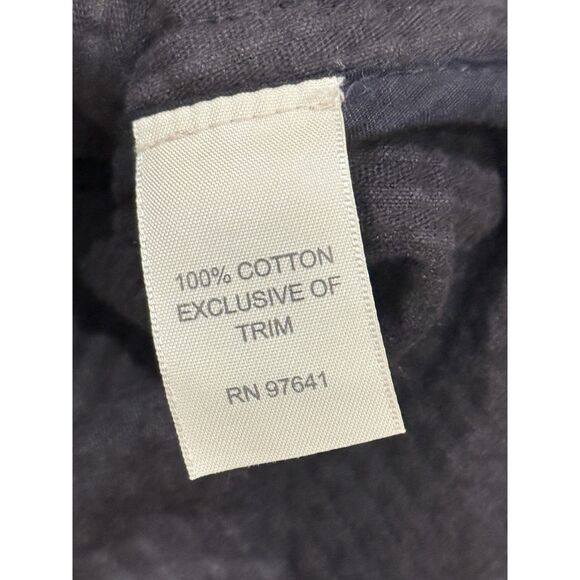 100% COTTON
EXCLUSIVE OF
TRIM
RN 97641